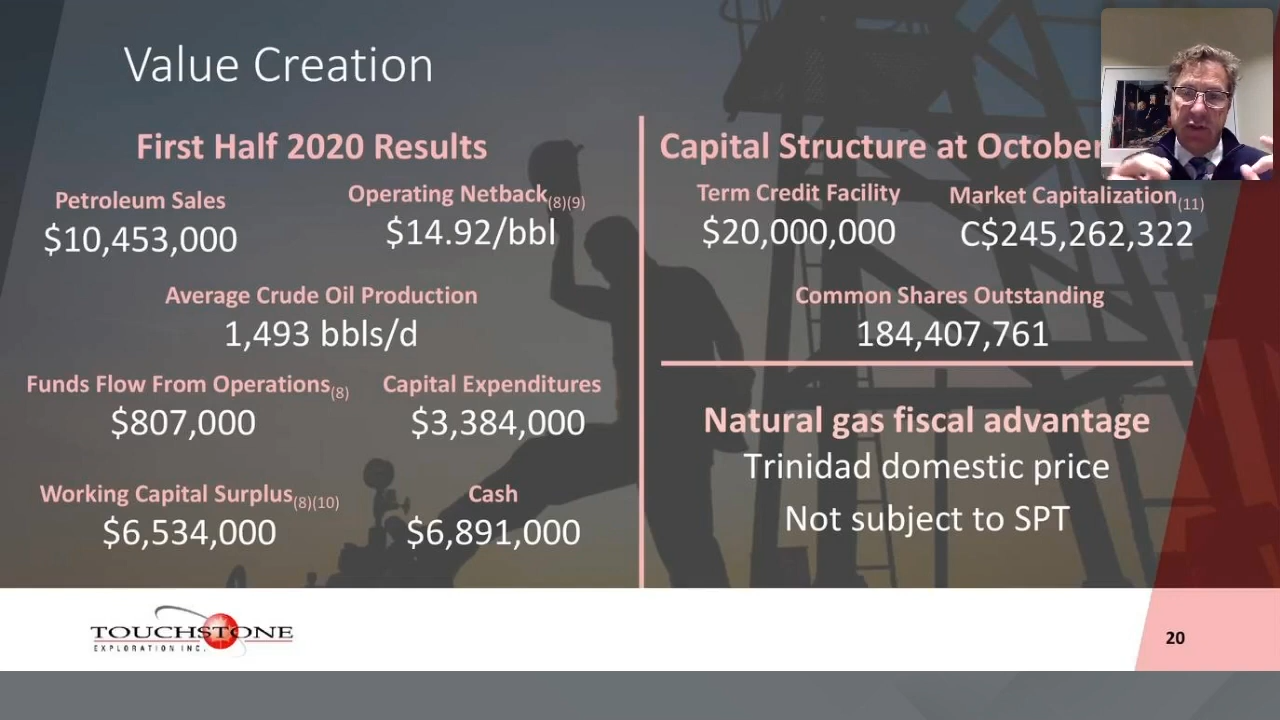 Value Creation
First Half 2020 Results
Petroleum Sales
$10,453,000
Operating Netback(8)(9)
$14.92/bbl
Average Crude Oil Production
1,493 bbls/d
Funds Flow From Operations(8)
$807,000
Capital Expenditures
$3,384,000
Working Capital Surplus(8)(10)
$6,534,000
Cash
$6,891,000
Capital Structure at October
Term Credit Facility
$20,000,000
Market Capitalization(11)
C$245,262,322
Common Shares Outstanding
184,407,761
Natural gas fiscal advantage
Trinidad domestic price
Not subject to SPT
TOUCHSTONE
EXPLORATION INC.
20